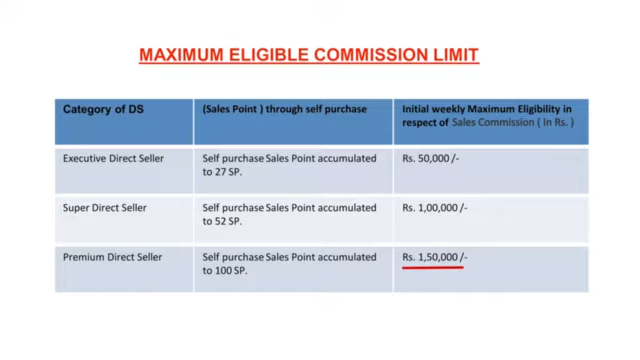 MAXIMUM ELIGIBLE COMMISSION LIMIT
Category of DS
(Sales Point ) through self purchase
Initial weekly Maximum Eligibility in
respect of Sales Commission ( in Rs. )
Executive Direct Seller
Self purchase Sales Point accumulated
to 27 SP.
Rs. 50,000 /-
Super Direct Seller
Self purchase Sales Point accumulated
to 52 SP.
Rs. 1,00,000 /-
Premium Direct Seller
Self purchase Sales Point accumulated
to 100 SP.
Rs. 1,50,000 /-